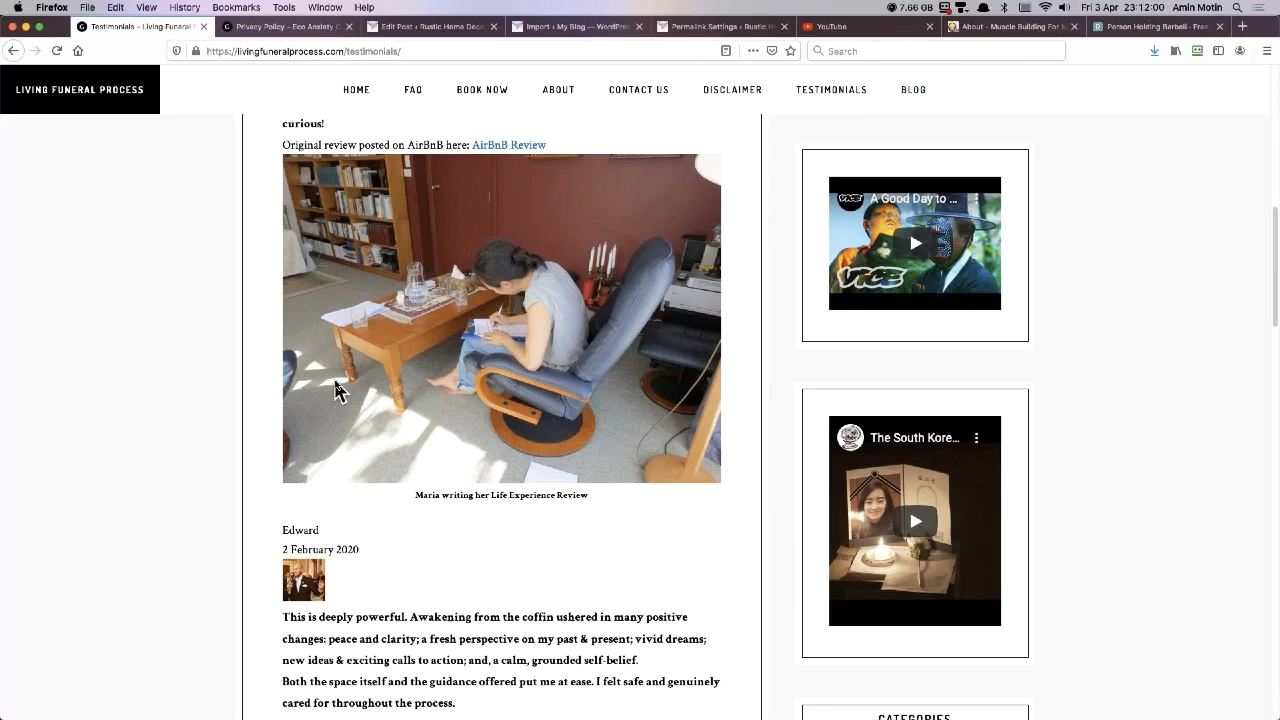 Firefox File Edit View History Bookmarks Tools Window Help
7.66 GB
Fri 23:13
Amin Motin
Testimonials – Living Funeral Pr
Privacy Policy – Eco Anxiety C
Edit Post ‹ Rustic Home Deco
Import ‹ My Blog — WordPres
Permalink Settings ‹ Rustic H
YouTube
About - Muscle Building For M
Person Holding Barbell · Free
https://livingfuneralprocess.com/testimonials/
Search
LIVING FUNERAL PROCESS
HOME FAQ BOOK NOW ABOUT CONTACT US DISCLAIMER TESTIMONIALS BLOG
curious!
Original review posted on AirBnB here: AirBnB Review
Maria writing her Life Experience Review
Edward
2 February 2020
This is deeply powerful. Awakening from the coffin ushered in many positive
changes: peace and clarity; a fresh perspective on my past & present; vivid dreams;
new ideas & exciting calls to action; and, a calm, grounded self-belief.
Both the space itself and the guidance offered put me at ease. I felt safe and genuinely
cared for throughout the process.
A Good Day to ...
VICE
The South Kore...
CATEGORIES